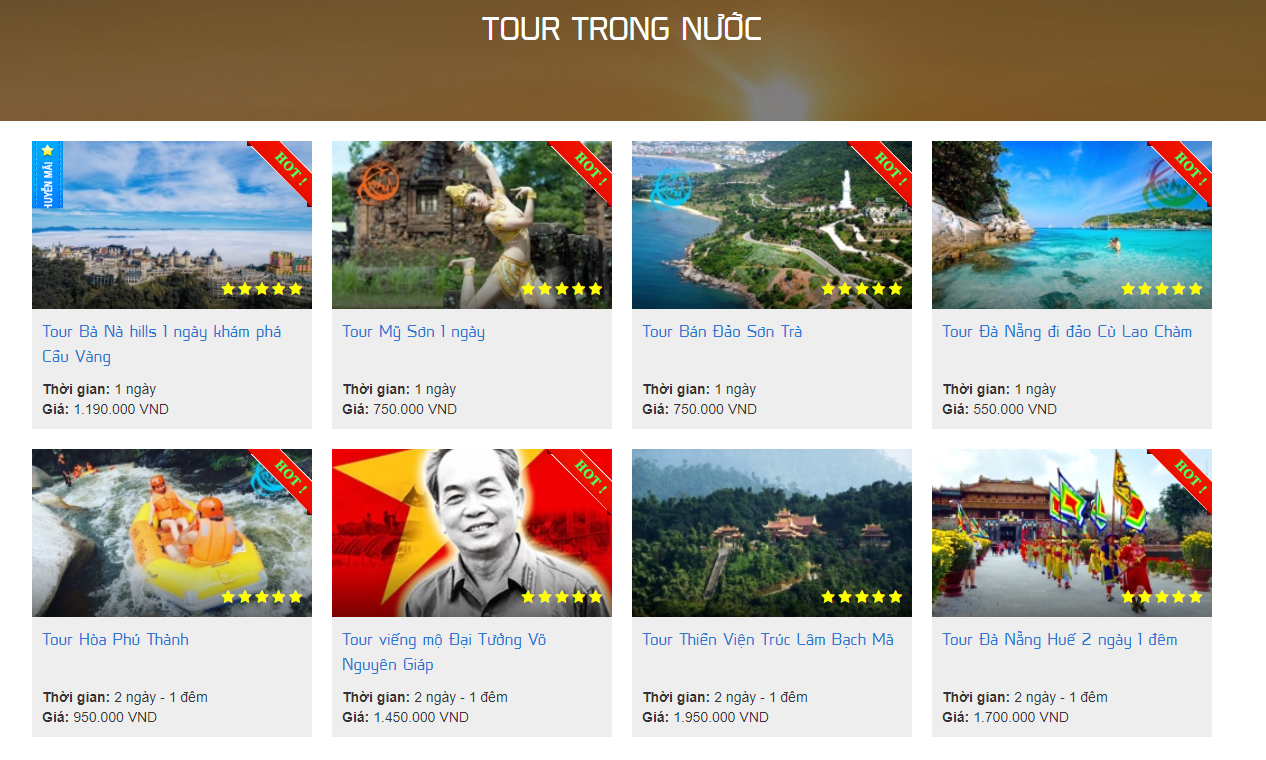 TOUR TRONG NƯỚC
HOT !
HOT !
HOT !
HOT !
Tour Bà Nà hills 1 ngày khám phá
Cầu Vàng
Thời gian: 1 ngày
Giá: 1.190.000 VND
Tour Mỹ Sơn 1 ngày
Thời gian: 1 ngày
Giá: 750.000 VND
Tour Bán Đảo Sơn Trà
Thời gian: 1 ngày
Giá: 750.000 VND
Tour Đà Nẵng đi đảo Cù Lao Chàm
Thời gian: 1 ngày
Giá: 550.000 VND
HOT !
HOT !
HOT !
Tour Hòa Phú Thành
Thời gian: 2 ngày - 1 đêm
Giá: 950.000 VND
Tour viếng mộ Đại Tướng Võ
Nguyên Giáp
Thời gian: 2 ngày - 1 đêm
Giá: 1.450.000 VND
Tour Thiền Viện Trúc Lâm Bạch Mã
Thời gian: 2 ngày - 1 đêm
Giá: 1.950.000 VND
Tour Đà Nẵng Huế 2 ngày 1 đêm
Thời gian: 2 ngày - 1 đêm
Giá: 1.700.000 VND